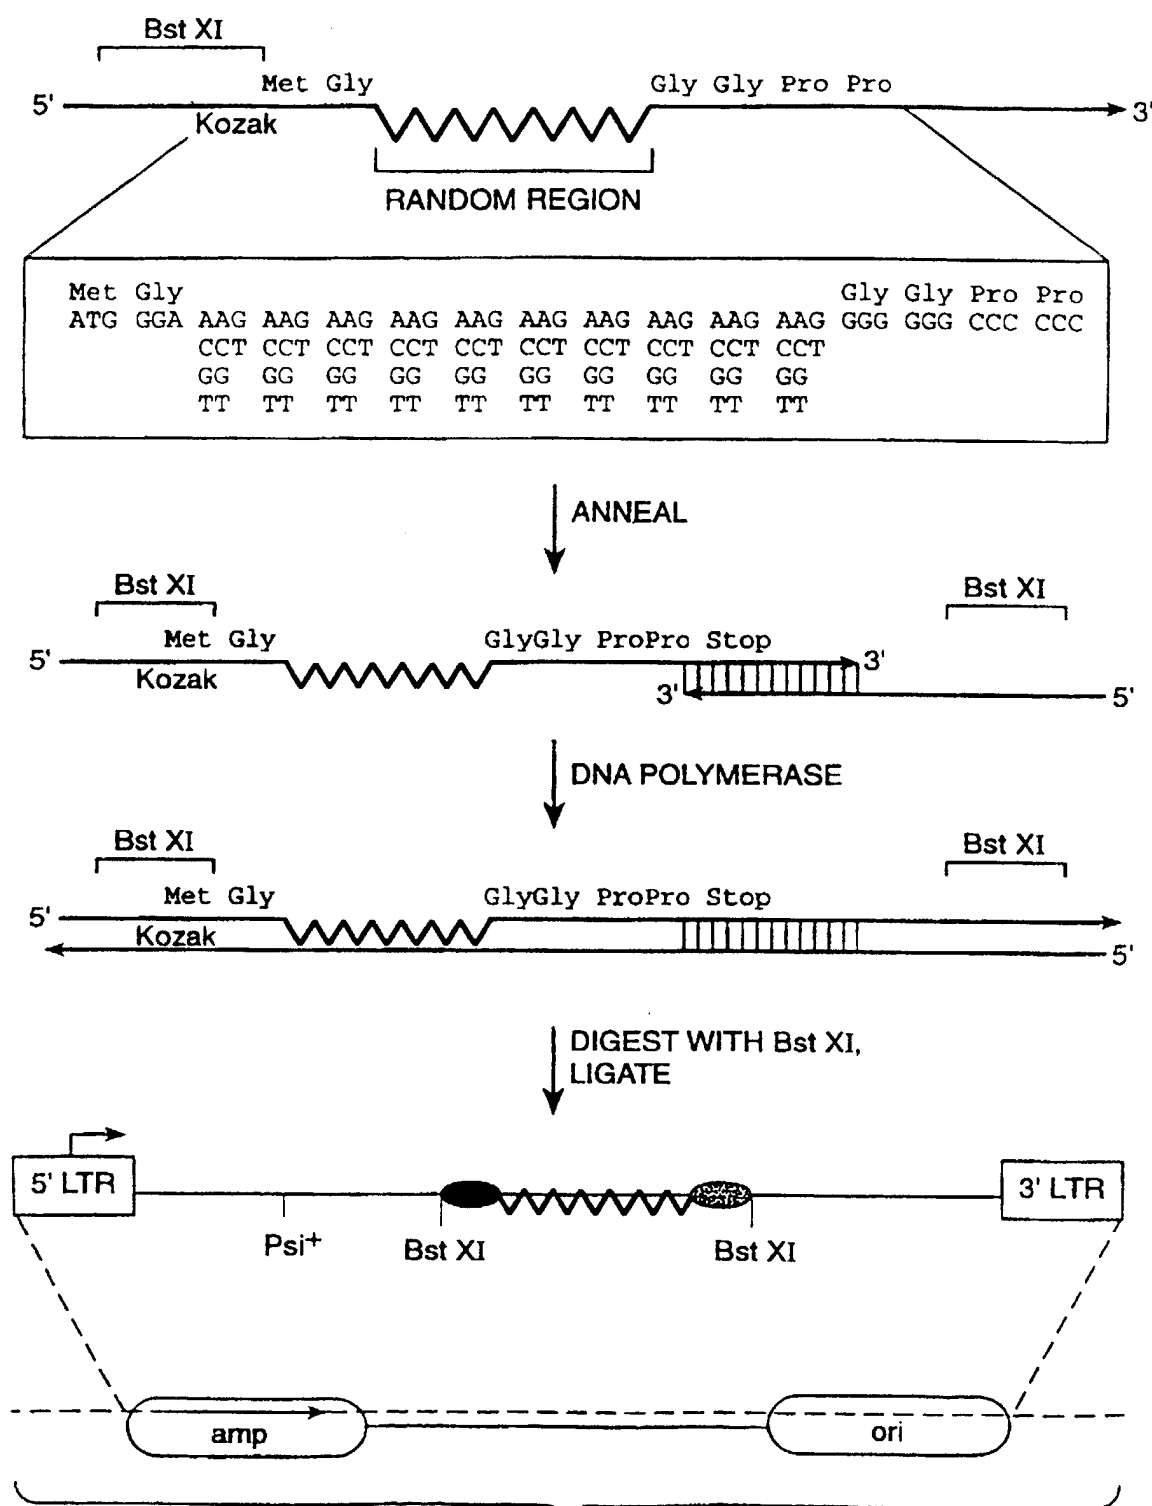 Bst XI
Met Gly
Gly Gly Pro Pro
5'
3'
Kozak
RANDOM REGION
Met Gly
Gly Gly Pro Pro
ATG GGA AAG AAG AAG AAG AAG AAG AAG AAG AAG AAG GGG GGG CCC CCC
CCT CCT CCT CCT CCT CCT CCT CCT CCT CCT
GG GG GG GG GG GG GG GG GG GG
TT TT TT TT TT TT TT TT TT TT
ANNEAL
Bst XI
Bst XI
Met Gly
GlyGly ProPro Stop
5'
3'
Kozak
3'
5'
DNA POLYMERASE
Bst XI
Bst XI
Met Gly
GlyGly ProPro Stop
5'
Kozak
5'
DIGEST WITH Bst XI,
LIGATE
5' LTR
3' LTR
Psi+
Bst XI
Bst XI
amp
ori